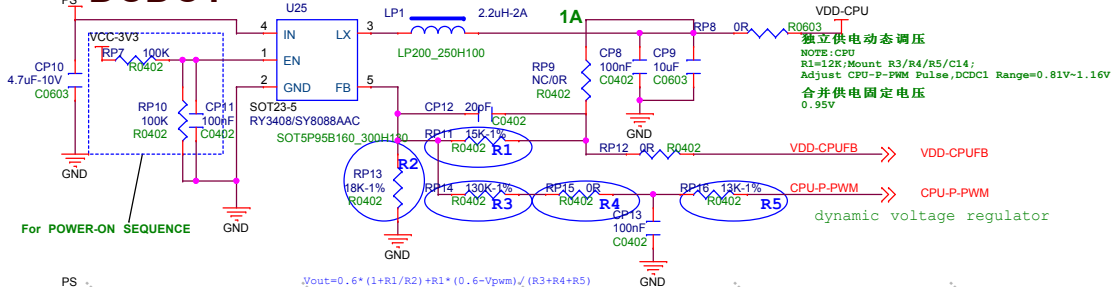 PS
DCDC1
U25
LP1
2.2uH-2A
1A
RP8
0R
R0603
VDD-CPU
VCC-3V3
4
IN
LX
3
LP200_250H100
独立供电动态调压
NOTE:CPU
R1=12K;Mount R3/R4/R5/C14;
Adjust CPU-P-PWM Pulse,DCDC1 Range=0.81V~1.16V
合并供电固定电压
0.95V
RP7
100K
R0402
1
EN
CP10
4.7uF-10V
C0603
RP9
NC/0R
R0402
CP8
100nF
C0402
CP9
10uF
C0603
2
GND
FB
5
RP10
100K
R0402
CP11
100nF
C0402
SOT23-5
RY3408/SY8088AAC
SOT5P95B160_300H130
CP12
20pF
C0402
GND
RP11
15K-1%
R0402
R1
RP12
0R
R0402
VDD-CPUFB
VDD-CPUFB
GND
R2
RP13
18K-1%
R0402
RP14
130K-1%
R0402
R3
RP15
0R
R0402
R4
RP16
13K-1%
R0402
R5
CPU-P-PWM
CPU-P-PWM
CP13
100nF
C0402
dynamic voltage regulator
For POWER-ON SEQUENCE
GND
GND
GND
PS
Vout=0.6*(1+R1/R2)+R1*(0.6-Vpwm)/(R3+R4+R5)